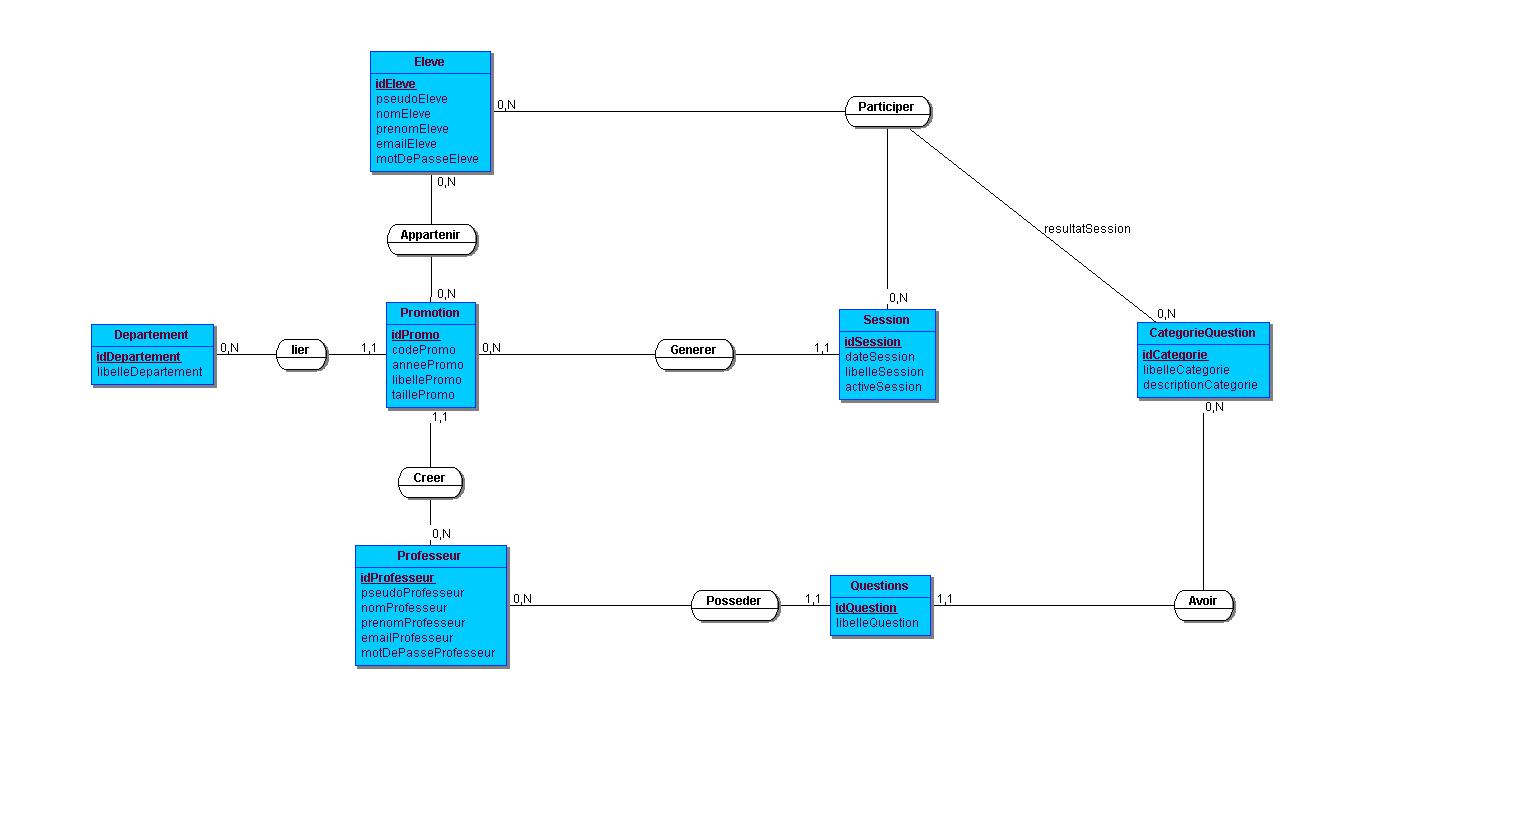 Eleve
idEleve
pseudoEleve
nomEleve
prenomEleve
emailEleve
motDePasseEleve
0,N
Participer
0,N
Appartenir
resultatSession
0,N
0,N
0,N
Promotion
idPromo
codePromo
anneePromo
libellePromo
taillePromo
Session
idSession
dateSession
libelleSession
activeSession
CategorieQuestion
idCategorie
libelleCategorie
descriptionCategorie
Departement
idDepartement
libelleDepartement
0,N
lier
1,1
0,N
Generer
1,1
0,N
1,1
Creer
0,N
Professeur
idProfesseur
pseudoProfesseur
nomProfesseur
prenomProfesseur
emailProfesseur
motDePasseProfesseur
0,N
Posseder
1,1
Questions
idQuestion
libelleQuestion
1,1
Avoir